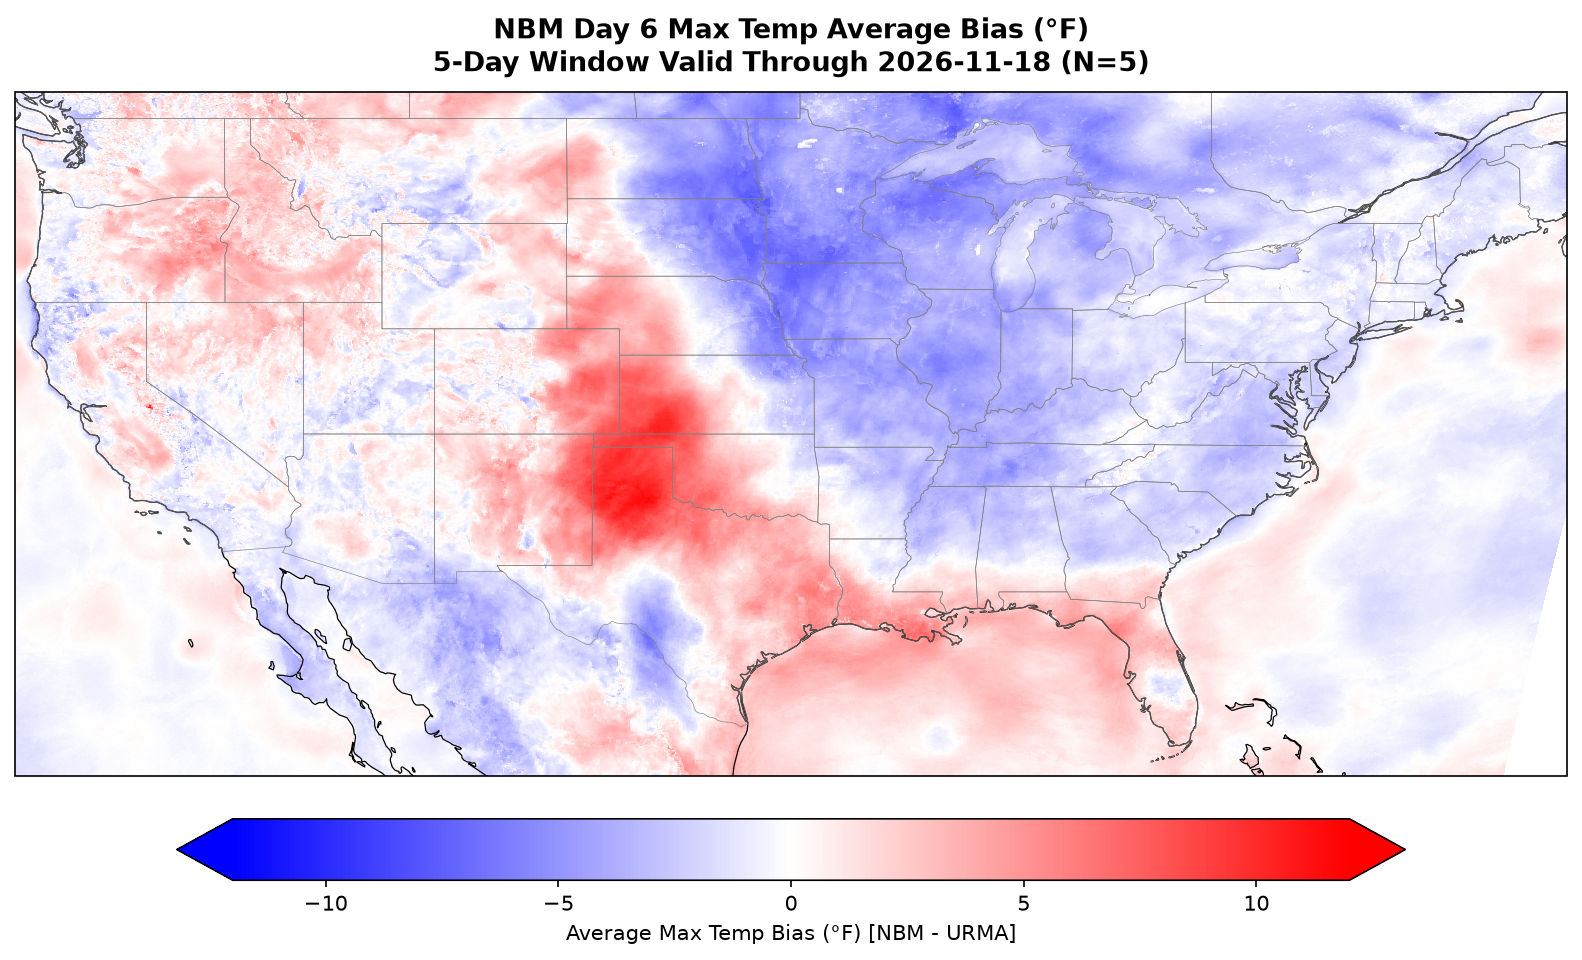 NBM Day 6 Max Temp Average Bias (°F)
5-Day Window Valid Through 2026-11-18 (N=5)
−10 −5 0 5 10
Average Max Temp Bias (°F) [NBM - URMA]